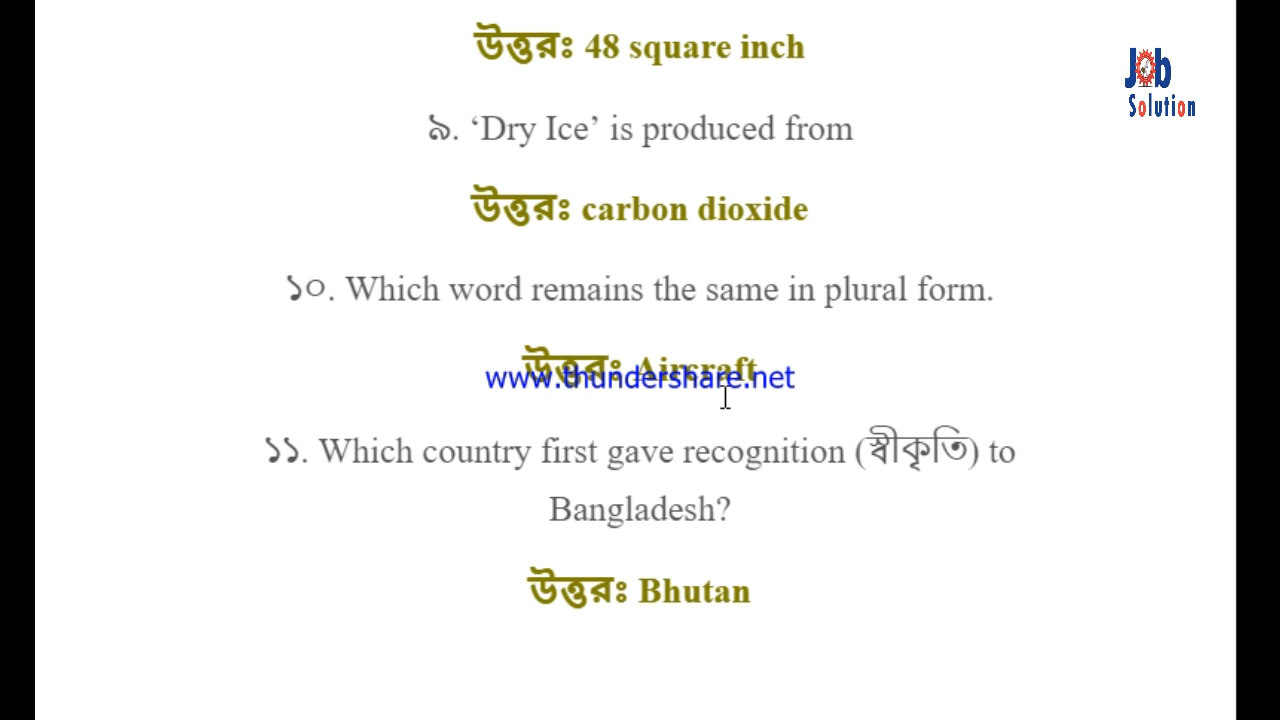 উত্তরঃ 48 square inch
Job
Solution
৯. ‘Dry Ice’ is produced from
উত্তরঃ carbon dioxide
১০. Which word remains the same in plural form.
উত্তরঃ Aircraft
www.thundershare.net
১১. Which country first gave recognition (স্বীকৃতি) to
Bangladesh?
উত্তরঃ Bhutan